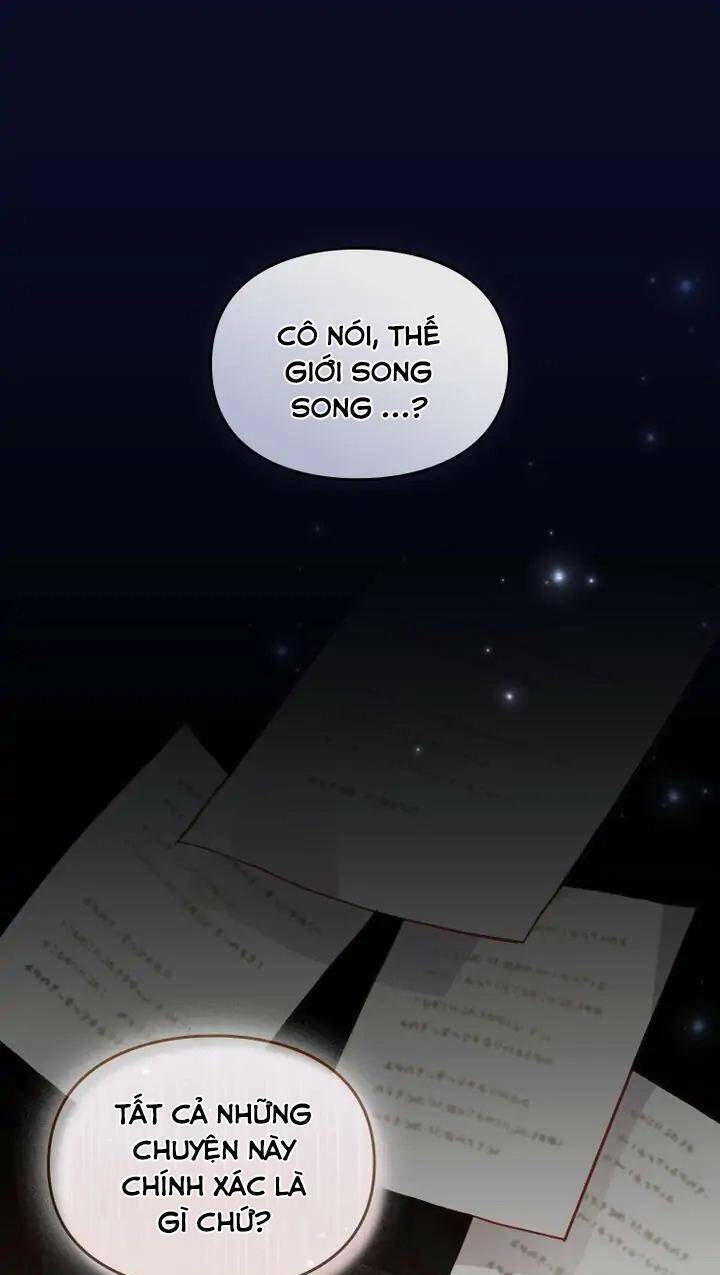 CÔ NÓI, THẾ
GIỚI SONG
SONG ...?
TẤT CẢ NHỮNG
CHUYỆN NÀY
CHÍNH XÁC LÀ
GÌ CHỨ?